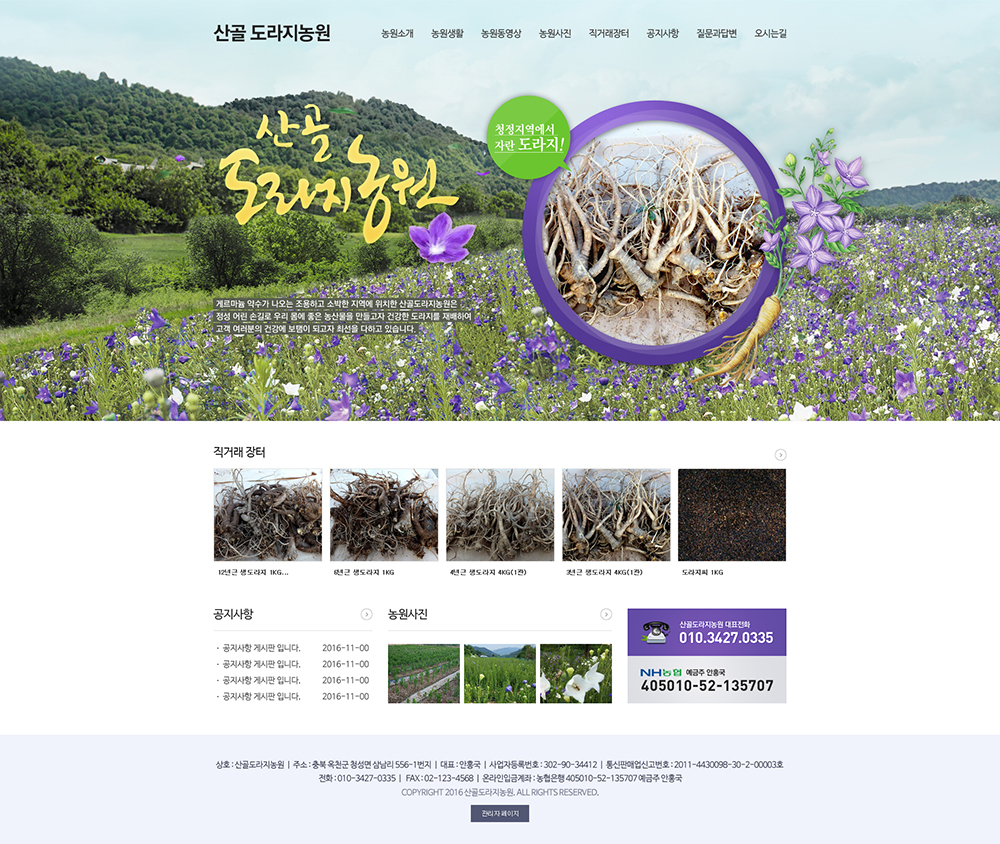 산골 도라지농원
농원소개 농원생활 농원동영상 농원사진 직거래장터 공지사항 질문과답변 오시는길
산골
도라지농원
청정지역에서
자란 도라지!
게르마늄 약수가 나오는 조용하고 소박한 지역에 위치한 산골도라지농원은
정성 어린 손길로 우리 몸에 좋은 농산물을 만들고자 건강한 도라지를 재배하여
고객 여러분의 건강에 보탬이 되고자 최선을 다하고 있습니다.
직거래 장터
12년근 생도라지 1KG...
6년근 생도라지 1KG
4년근 생도라지 4KG(1관)
3년근 생도라지 4KG(1관)
도라지씨 1KG
공지사항
· 공지사항 게시판 입니다. 2016-11-00
· 공지사항 게시판 입니다. 2016-11-00
· 공지사항 게시판 입니다. 2016-11-00
· 공지사항 게시판 입니다. 2016-11-00
농원사진
산골도라지농원 대표전화
010.3427.0335
NH농협 예금주 안홍국
405010-52-135707
상호 : 산골도라지농원 | 주소 : 충북 옥천군 청성면 삼남리 556-1번지 | 대표 : 안홍국 | 사업자등록번호 : 302-90-34412 | 통신판매업신고번호 : 2011-4430098-30-2-00003호
전화 : 010-3427-0335 | FAX : 02-123-4568 | 온라인입금계좌 : 농협은행 405010-52-135707 예금주 안홍국
COPYRIGHT 2016 산골도라지농원. ALL RIGHTS RESERVED.
관리자 페이지